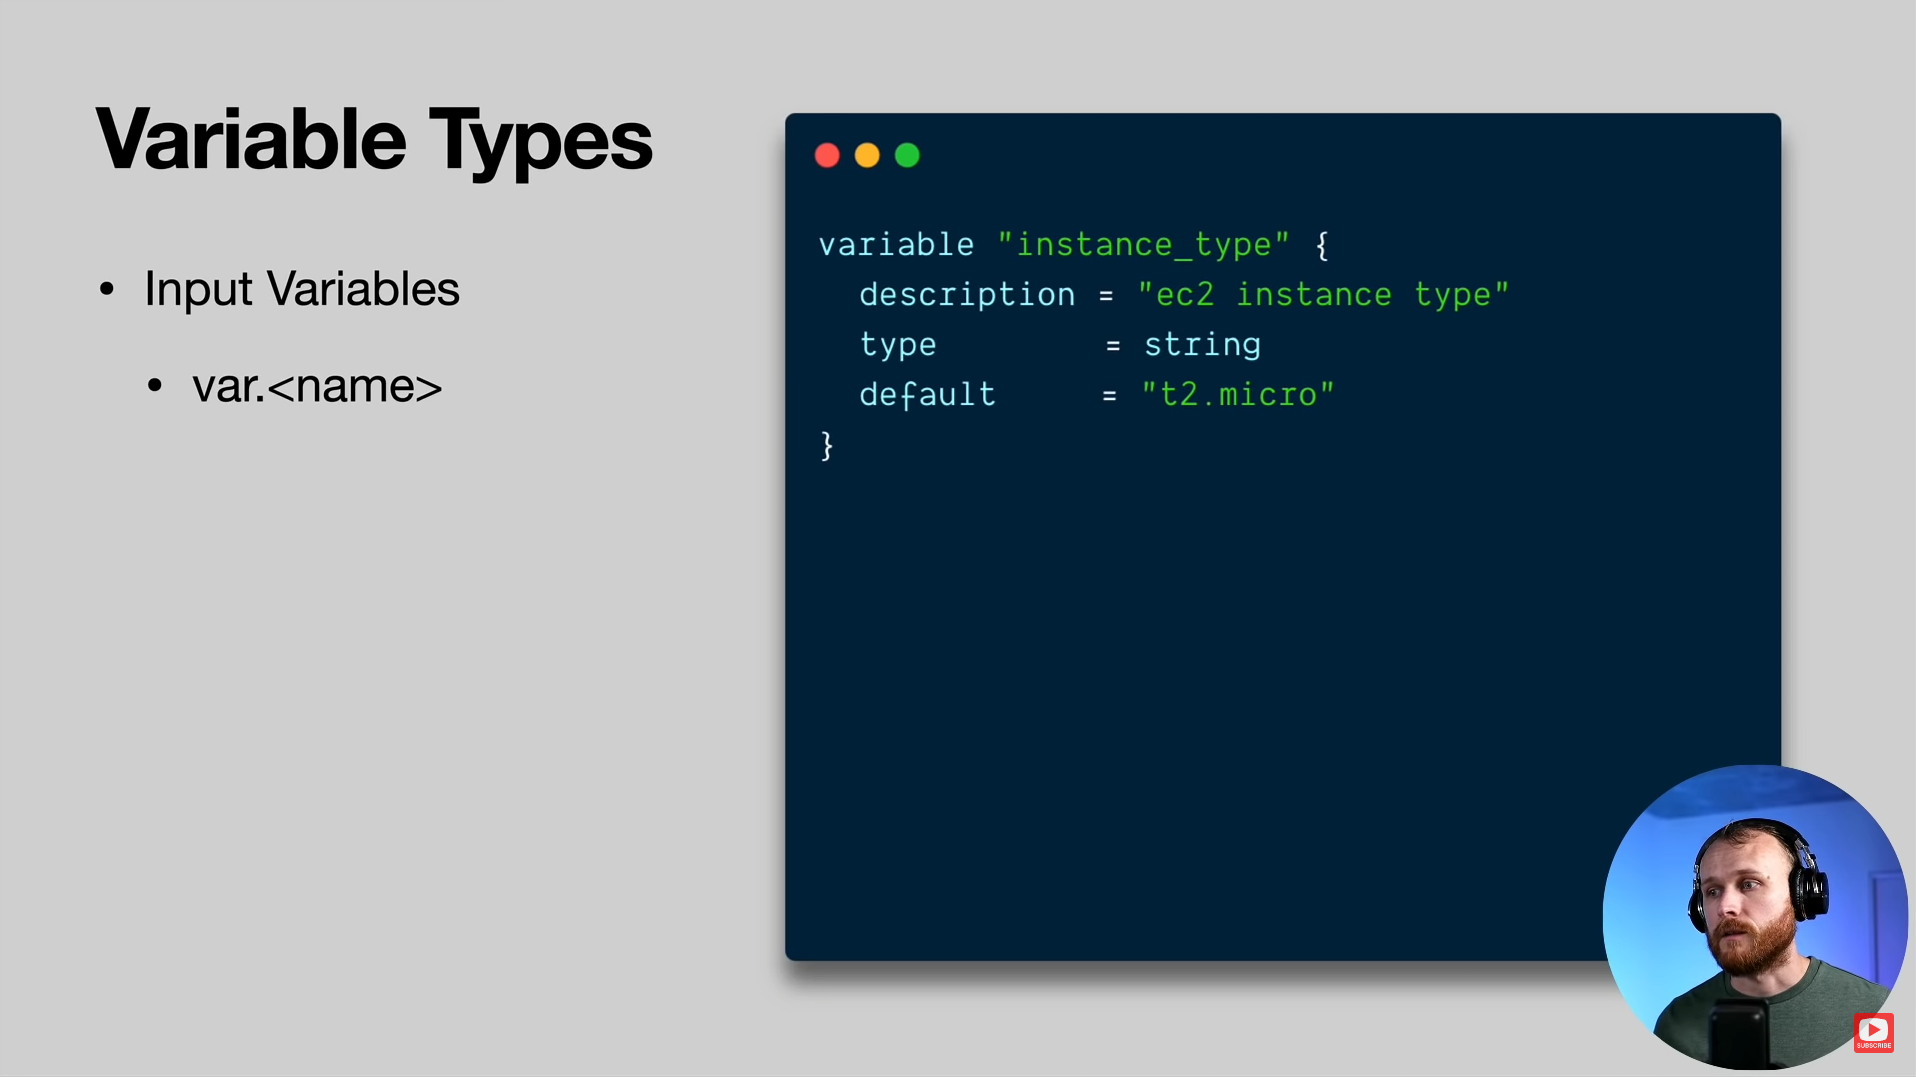 Variable Types
• Input Variables
• var.<name>
variable "instance_type" {
  description = "ec2 instance type"
  type        = string
  default     = "t2.micro"
}
SUBSCRIBE